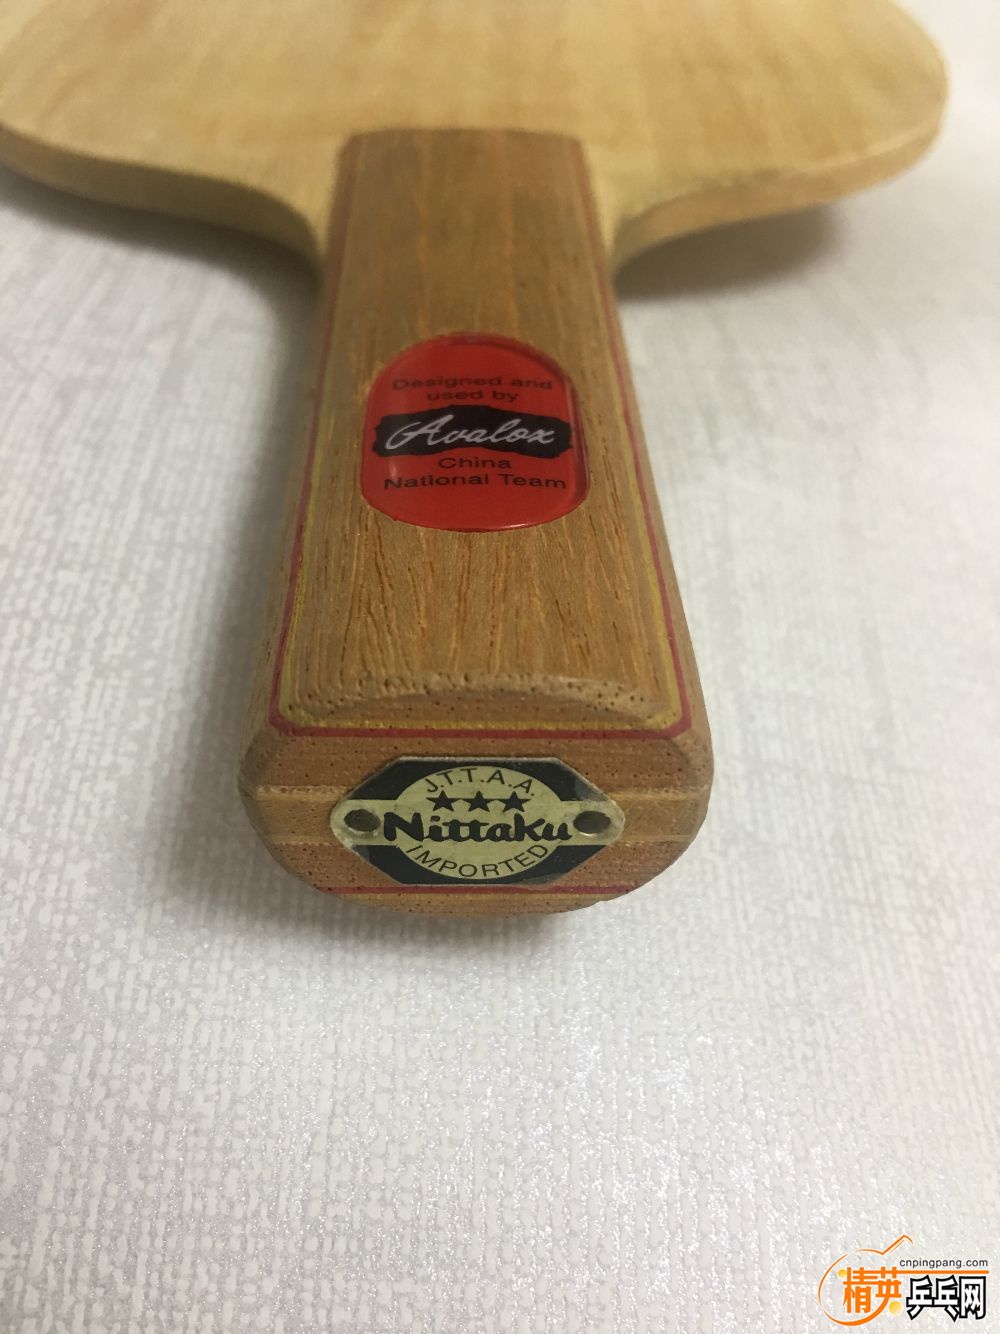 Designed and
used by
Avalox
China
National Team
J.T.T.A.A.
Nittaku
IMPORTED
cnpingpang.com
精英乒乓网